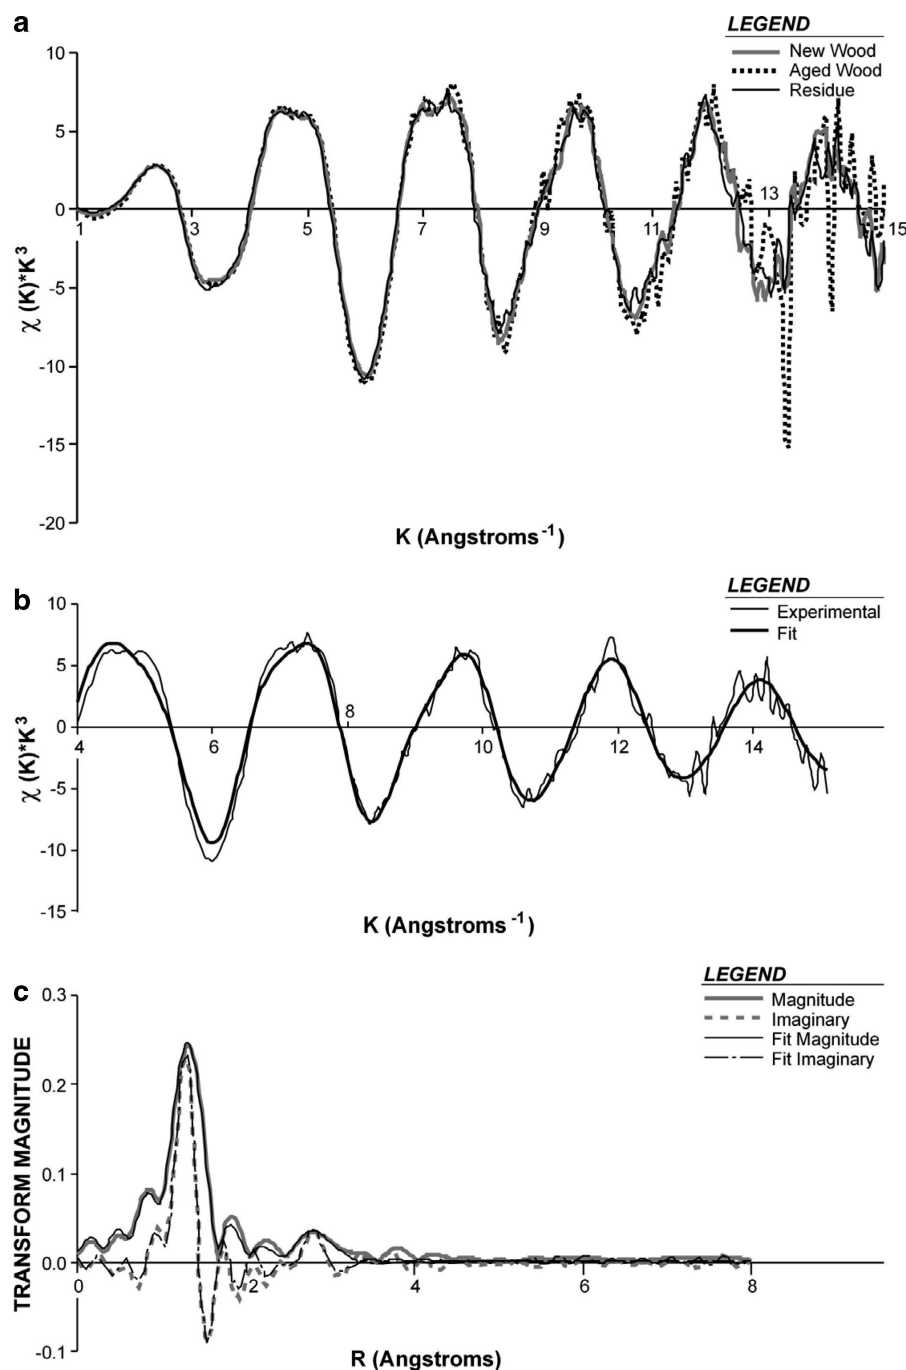 a
LEGEND
New Wood
Aged Wood
Residue
10
5
0
-5
-10
-15
-20
1 3 5 7 9 11 13 15
χ (K)*K3
K (Angstroms-1)
b
LEGEND
Experimental
Fit
10
5
0
-5
-10
-15
4 6 8 10 12 14
χ (K)*K3
K (Angstroms-1)
c
LEGEND
Magnitude
Imaginary
Fit Magnitude
Fit Imaginary
0.3
0.2
0.1
0.0
-0.1
0 2 4 6 8
TRANSFORM MAGNITUDE
R (Angstroms)